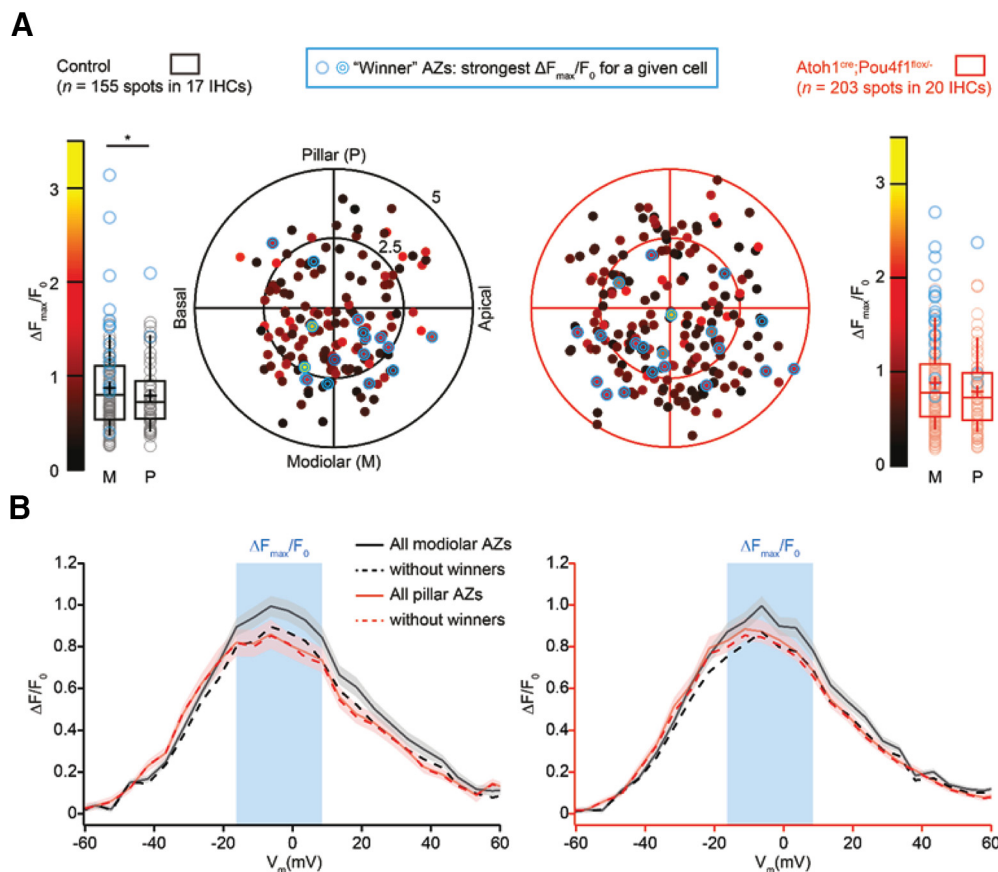 A
Control
(n = 155 spots in 17 IHCs)
"Winner" AZs: strongest ΔFmax/F0 for a given cell
Atoh1cre;Pou4f1flox/-
(n = 203 spots in 20 IHCs)
*
3
2
1
0
ΔFmax/F0
M
P
Pillar (P)
5
2.5
Basal
Apical
Modiolar (M)
3
2
1
0
ΔFmax/F0
M
P
B
ΔFmax/F0
1.2
1.0
0.8
0.6
0.4
0.2
0
ΔF/F0
-60
-40
-20
0
20
40
60
Vm(mV)
All modiolar AZs
without winners
All pillar AZs
without winners
ΔFmax/F0
1.2
1.0
0.8
0.6
0.4
0.2
0
ΔF/F0
-60
-40
-20
0
20
40
60
Vm(mV)